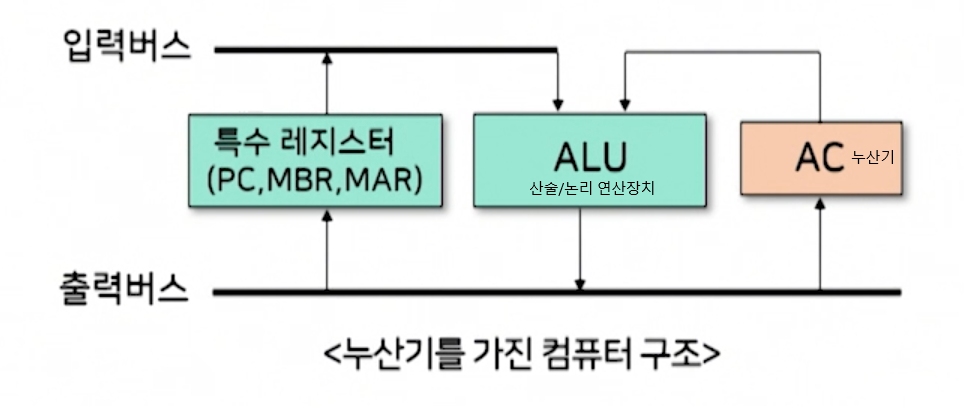 입력버스
특수 레지스터
(PC,MBR,MAR)
ALU
산술/논리 연산장치
AC 누산기
출력버스
<누산기를 가진 컴퓨터 구조>